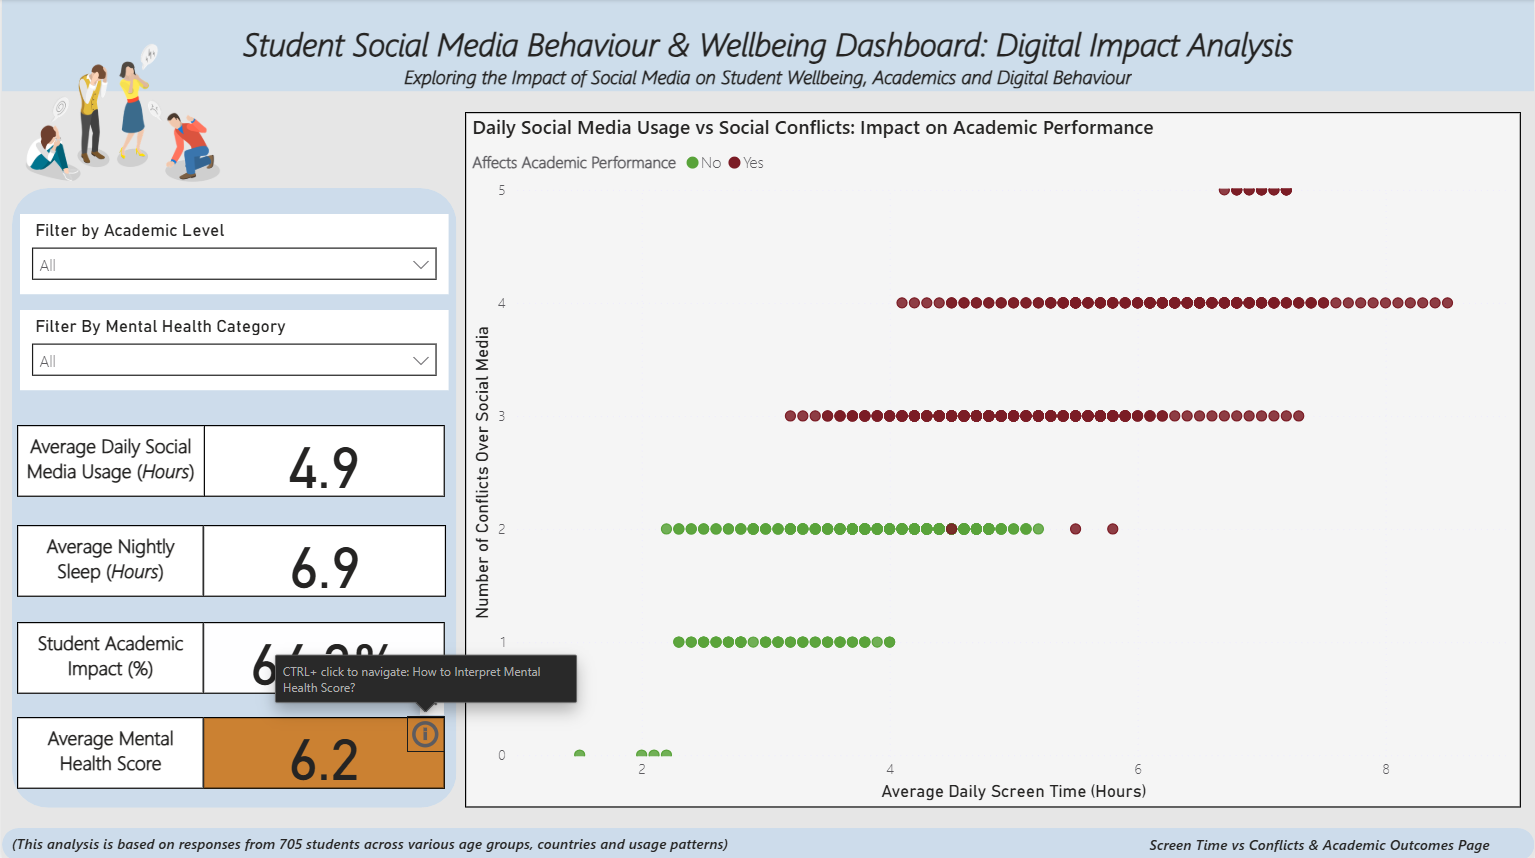 Student Social Media Behaviour & Wellbeing Dashboard: Digital Impact Analysis
Exploring the Impact of Social Media on Student Wellbeing, Academics and Digital Behaviour
Filter by Academic Level
All
Filter By Mental Health Category
All
Average Daily Social
Media Usage (Hours)
4.9
Average Nightly
Sleep (Hours)
6.9
Student Academic
Impact (%)
CTRL+ click to navigate: How to Interpret Mental
Health Score?
Average Mental
Health Score
6.2
Daily Social Media Usage vs Social Conflicts: Impact on Academic Performance
Affects Academic Performance No Yes
Number of Conflicts Over Social Media
5
4
3
2
1
0
2 4 6 8
Average Daily Screen Time (Hours)
(This analysis is based on responses from 705 students across various age groups, countries and usage patterns)
Screen Time vs Conflicts & Academic Outcomes Page